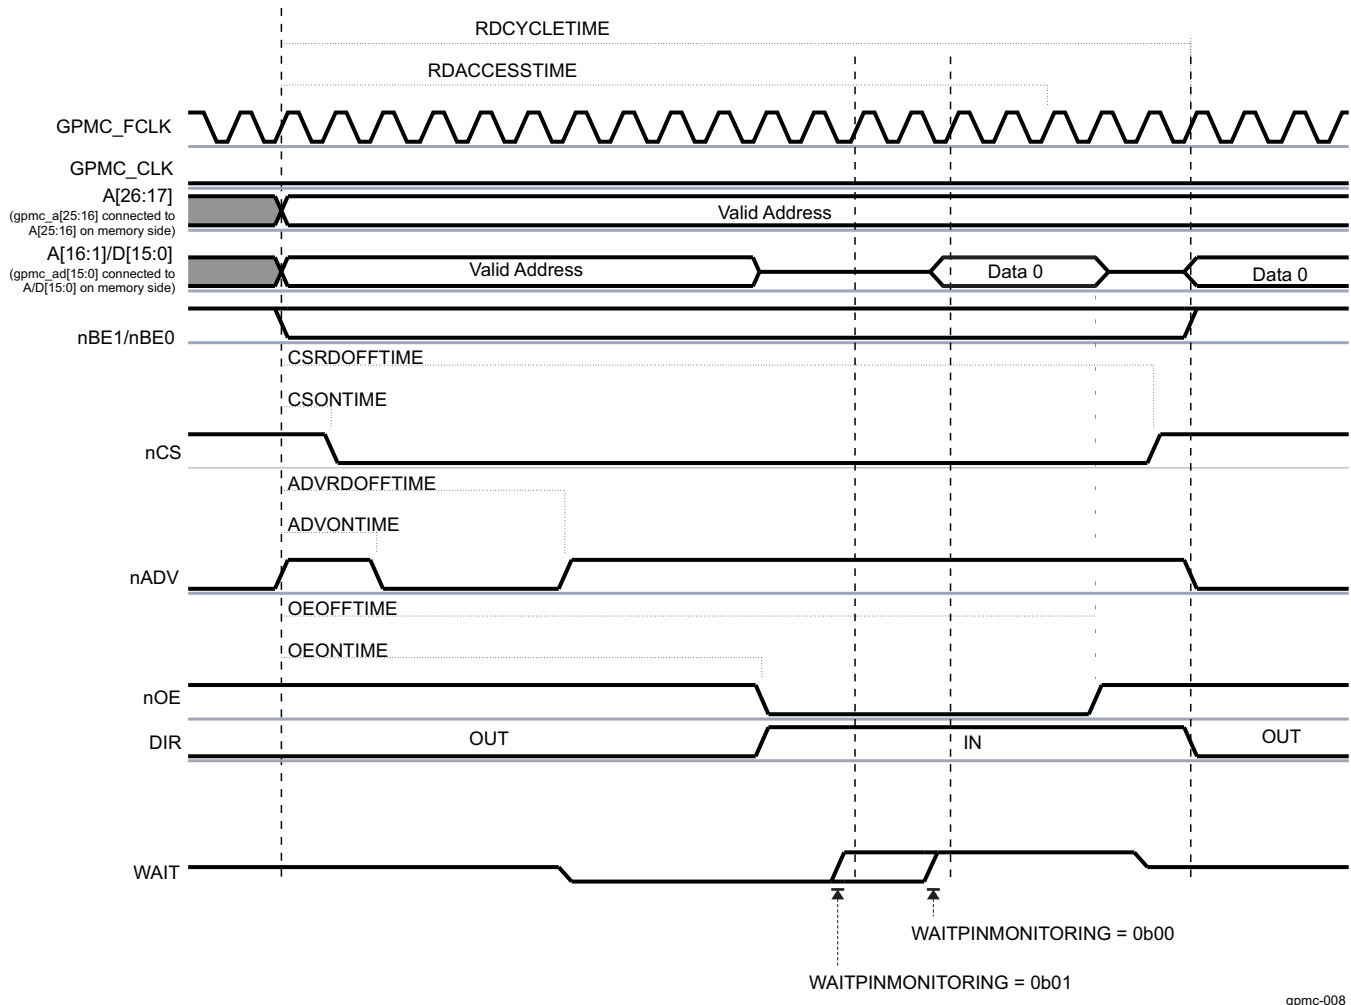 RDCYCLETIME
RDACCESSTIME
GPMC_FCLK
GPMC_CLK
A[26:17]
(gpmc_a[25:16] connected to
A[25:16] on memory side)
Valid Address
A[16:1]/D[15:0]
(gpmc_ad[15:0] connected to
A/D[15:0] on memory side)
Valid Address
Data 0
Data 0
nBE1/nBE0
CSRDOFFTIME
CSONTIME
nCS
ADVRDOFFTIME
ADVONTIME
nADV
OEOFFTIME
OEONTIME
nOE
DIR
OUT
IN
OUT
WAIT
WAITPINMONITORING = 0b00
WAITPINMONITORING = 0b01
gpmc-008